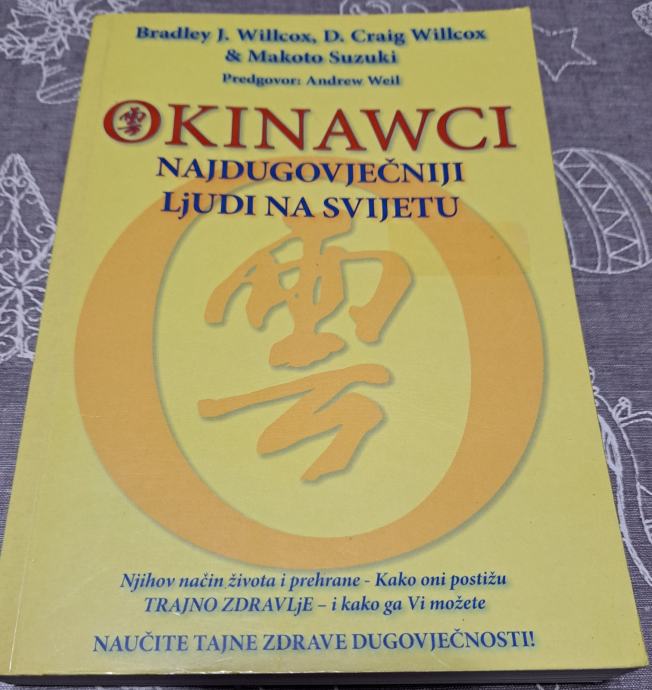 Bradley J. Willcox, D. Craig Willcox
& Makoto Suzuki
Predgovor: Andrew Weil
OKINAWCI
NAJDUGOVJEČNIJI
LjUDI NA SVIJETU
雲
Njihov način života i prehrane - Kako oni postižu
TRAJNO ZDRAVLjE – i kako ga Vi možete
NAUČITE TAJNE ZDRAVE DUGOVJEČNOSTI!